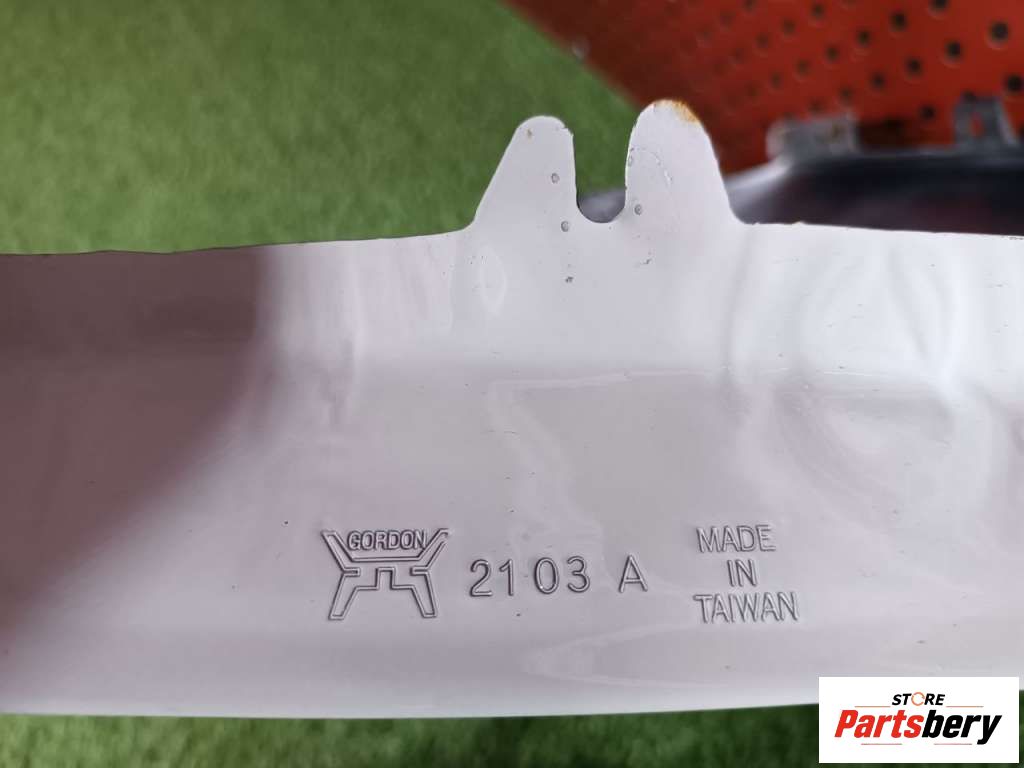 GORDON
2103 A
MADE
IN
TAIWAN
STORE
Partsbery